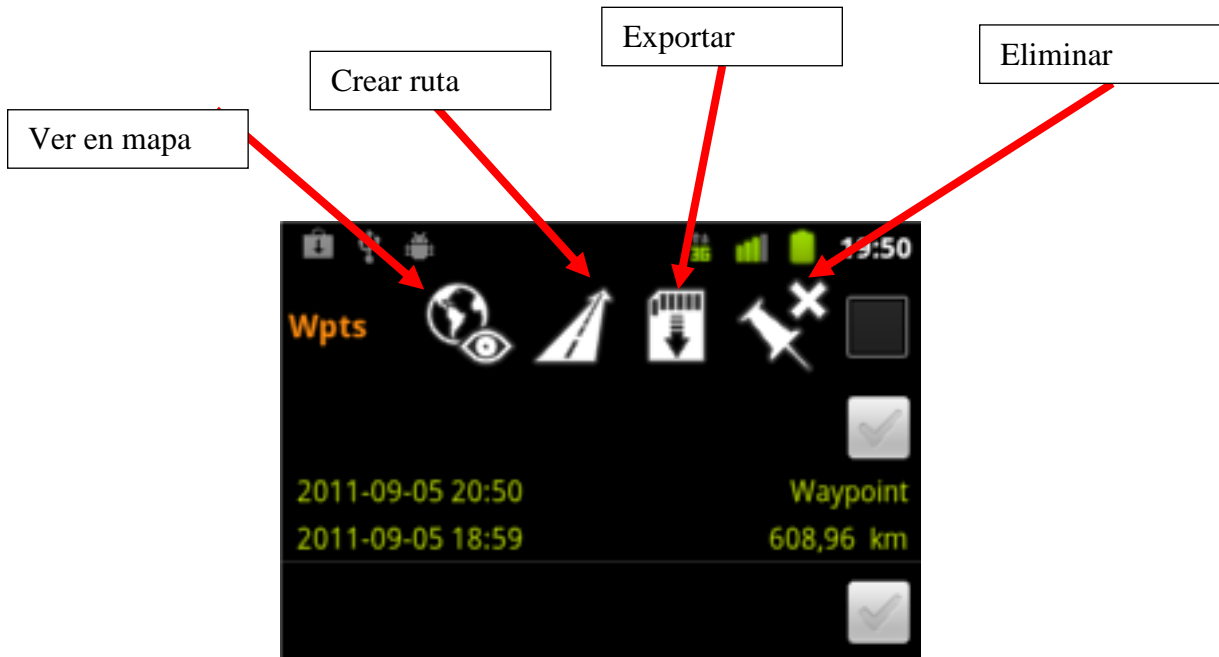 Exportar
Eliminar
Crear ruta
Ver en mapa
3G 19:50
Wpts
2011-09-05 20:50 Waypoint
2011-09-05 18:59 608,96 km